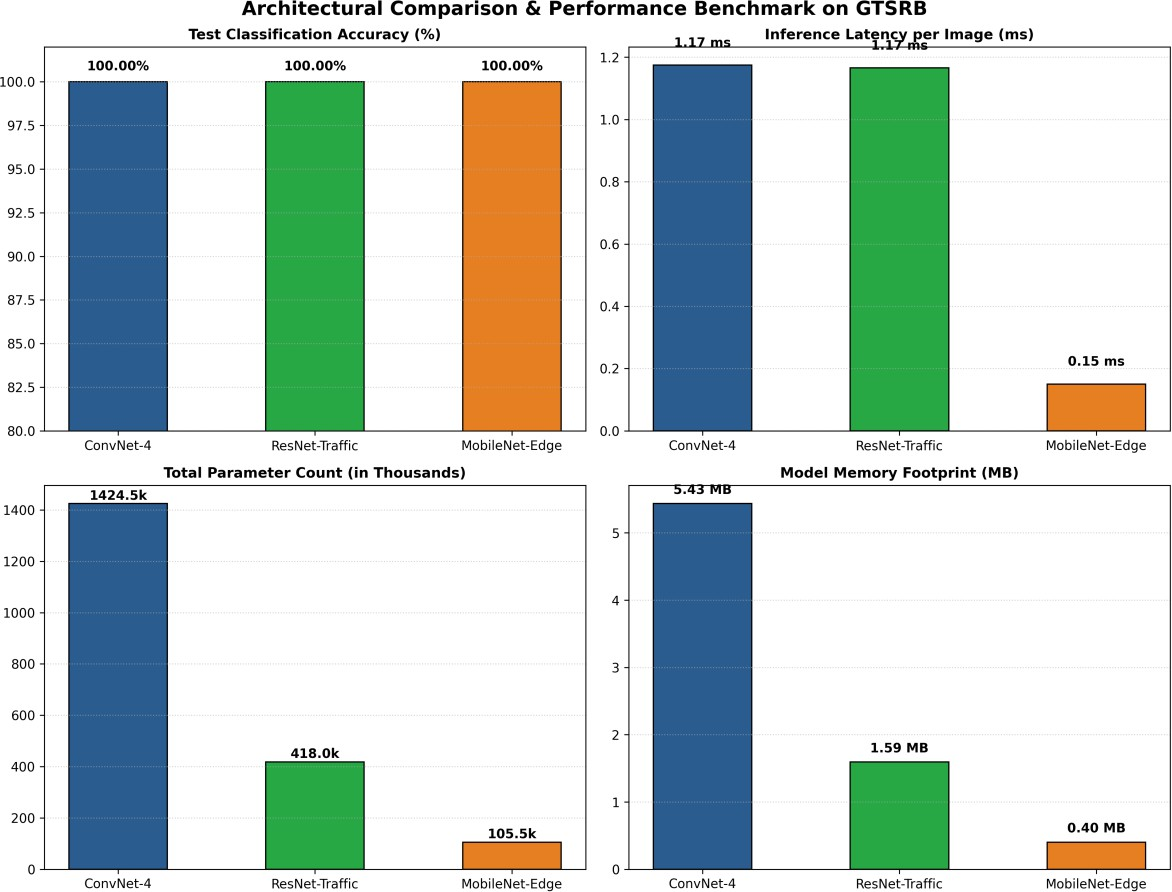 Architectural Comparison & Performance Benchmark on GTSRB
Test Classification Accuracy (%)
100.00%
100.00%
100.00%
100.0
97.5
95.0
92.5
90.0
87.5
85.0
82.5
80.0
ConvNet-4
ResNet-Traffic
MobileNet-Edge
Inference Latency per Image (ms)
1.17 ms
1.17 ms
0.15 ms
1.2
1.0
0.8
0.6
0.4
0.2
0.0
ConvNet-4
ResNet-Traffic
MobileNet-Edge
Total Parameter Count (in Thousands)
1424.5k
418.0k
105.5k
1400
1200
1000
800
600
400
200
0
ConvNet-4
ResNet-Traffic
MobileNet-Edge
Model Memory Footprint (MB)
5.43 MB
1.59 MB
0.40 MB
5
4
3
2
1
0
ConvNet-4
ResNet-Traffic
MobileNet-Edge